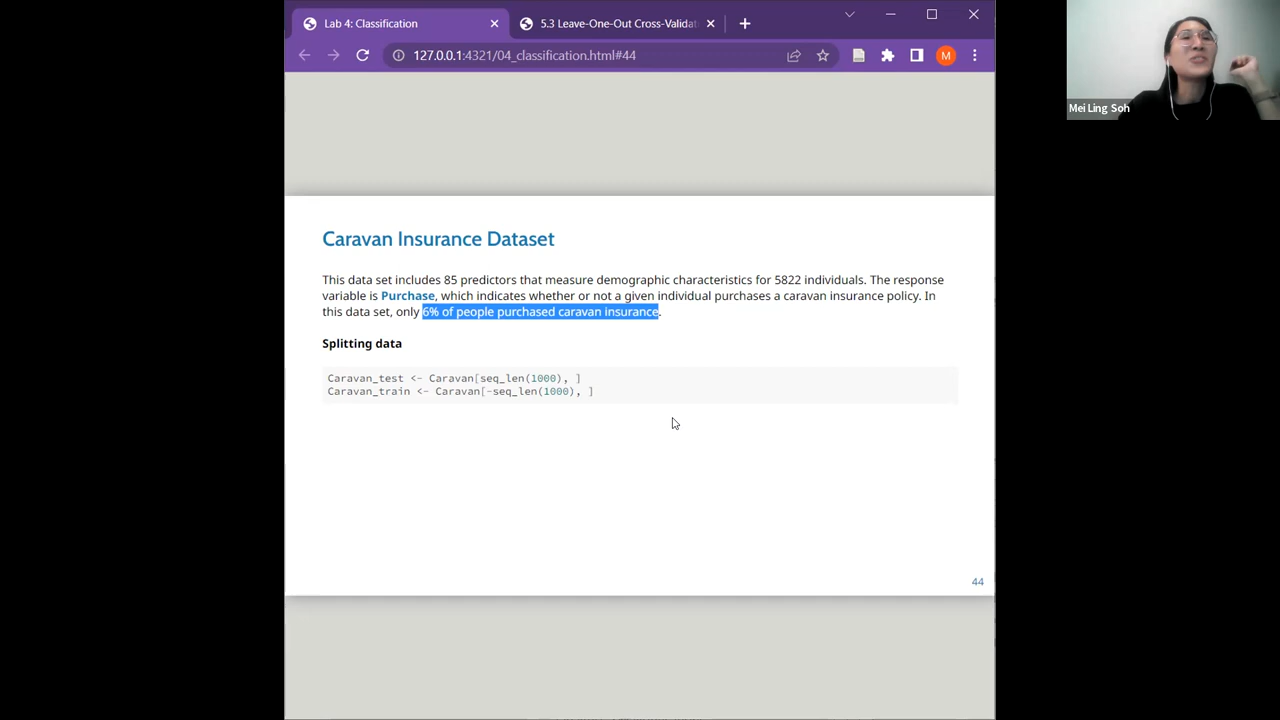 Lab 4: Classification
5.3 Leave-One-Out Cross-Validat
127.0.0.1:4321/04_classification.html#44
M
Mei Ling Soh
Caravan Insurance Dataset
This data set includes 85 predictors that measure demographic characteristics for 5822 individuals. The response
variable is Purchase, which indicates whether or not a given individual purchases a caravan insurance policy. In
this data set, only 6% of people purchased caravan insurance.
Splitting data
Caravan_test <- Caravan[seq_len(1000), ]
Caravan_train <- Caravan[-seq_len(1000), ]
44